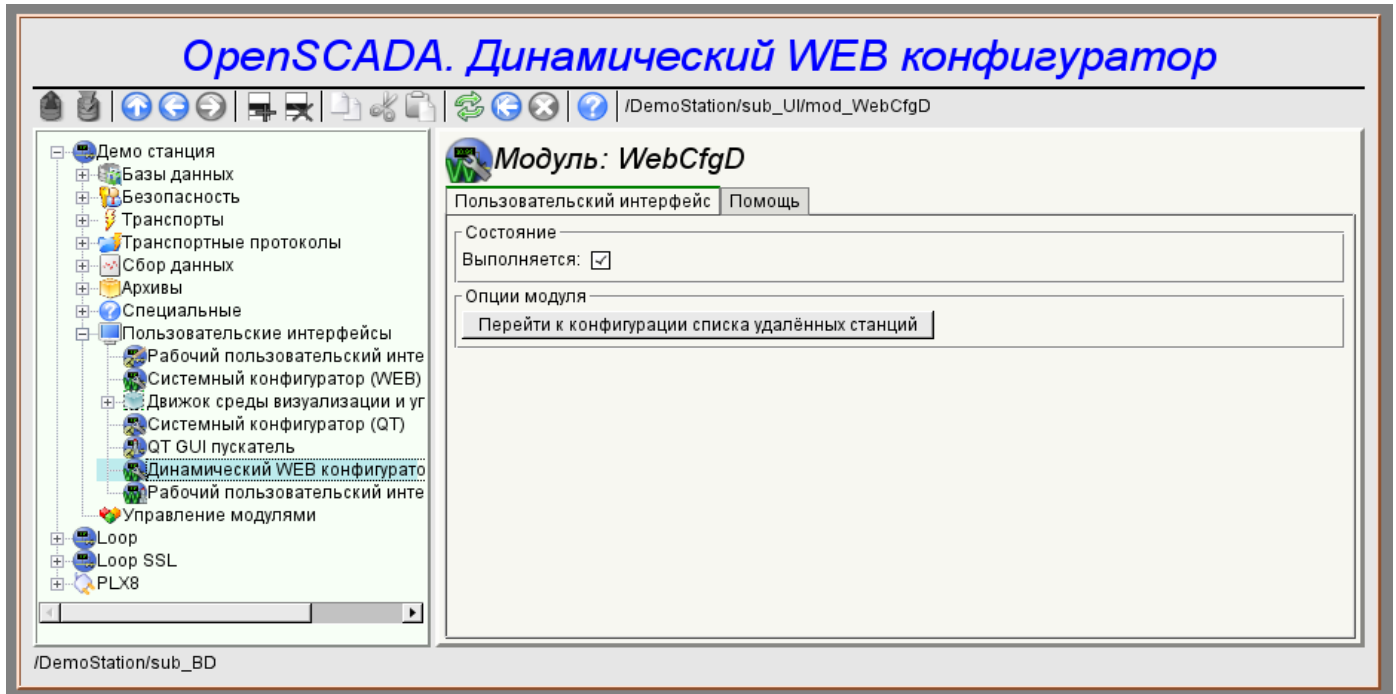 OpenSCADA. Динамический WEB конфигуратор
/DemoStation/sub_UI/mod_WebCfgD
Демо станция
Базы данных
Безопасность
Транспорты
Транспортные протоколы
Сбор данных
Архивы
Специальные
Пользовательские интерфейсы
Рабочий пользовательский инте
Системный конфигуратор (WEB)
Движок среды визуализации и уг
Системный конфигуратор (QT)
QT GUI пускатель
Динамический WEB конфигурато
Рабочий пользовательский инте
Управление модулями
Loop
Loop SSL
PLX8
Модуль: WebCfgD
Пользовательский интерфейс Помощь
Состояние
Выполняется:
Опции модуля
Перейти к конфигурации списка удалённых станций
/DemoStation/sub_BD